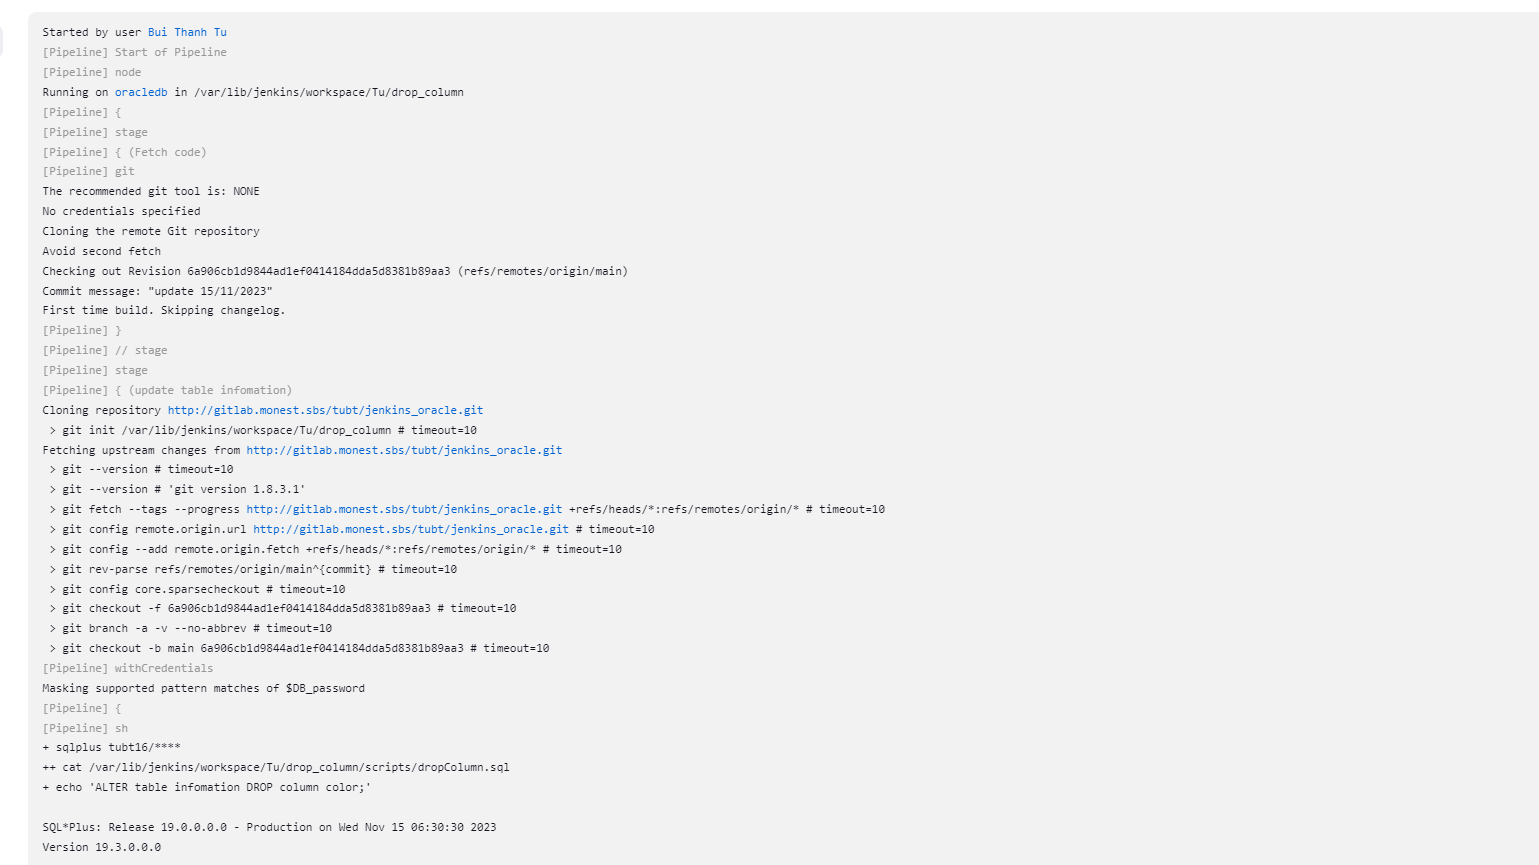 Started by user Bui Thanh Tu
[Pipeline] Start of Pipeline
[Pipeline] node
Running on oracledb in /var/lib/jenkins/workspace/Tu/drop_column
[Pipeline] {
[Pipeline] stage
[Pipeline] { (Fetch code)
[Pipeline] git
The recommended git tool is: NONE
No credentials specified
Cloning the remote Git repository
Avoid second fetch
Checking out Revision 6a906cb1d9844ad1ef0414184dda5d8381b89aa3 (refs/remotes/origin/main)
Commit message: "update 15/11/2023"
First time build. Skipping changelog.
[Pipeline] }
[Pipeline] // stage
[Pipeline] stage
[Pipeline] { (update table infomation)
Cloning repository http://gitlab.monest.sbs/tubt/jenkins_oracle.git
 > git init /var/lib/jenkins/workspace/Tu/drop_column # timeout=10
Fetching upstream changes from http://gitlab.monest.sbs/tubt/jenkins_oracle.git
 > git --version # timeout=10
 > git --version # 'git version 1.8.3.1'
 > git fetch --tags --progress http://gitlab.monest.sbs/tubt/jenkins_oracle.git +refs/heads/*:refs/remotes/origin/* # timeout=10
 > git config remote.origin.url http://gitlab.monest.sbs/tubt/jenkins_oracle.git # timeout=10
 > git config --add remote.origin.fetch +refs/heads/*:refs/remotes/origin/* # timeout=10
 > git rev-parse refs/remotes/origin/main^{commit} # timeout=10
 > git config core.sparsecheckout # timeout=10
 > git checkout -f 6a906cb1d9844ad1ef0414184dda5d8381b89aa3 # timeout=10
 > git branch -a -v --no-abbrev # timeout=10
 > git checkout -b main 6a906cb1d9844ad1ef0414184dda5d8381b89aa3 # timeout=10
[Pipeline] withCredentials
Masking supported pattern matches of $DB_password
[Pipeline] {
[Pipeline] sh
+ sqlplus tubt16/****
++ cat /var/lib/jenkins/workspace/Tu/drop_column/scripts/dropColumn.sql
+ echo 'ALTER table infomation DROP column color;'
SQL*Plus: Release 19.0.0.0.0 - Production on Wed Nov 15 06:30:30 2023
Version 19.3.0.0.0